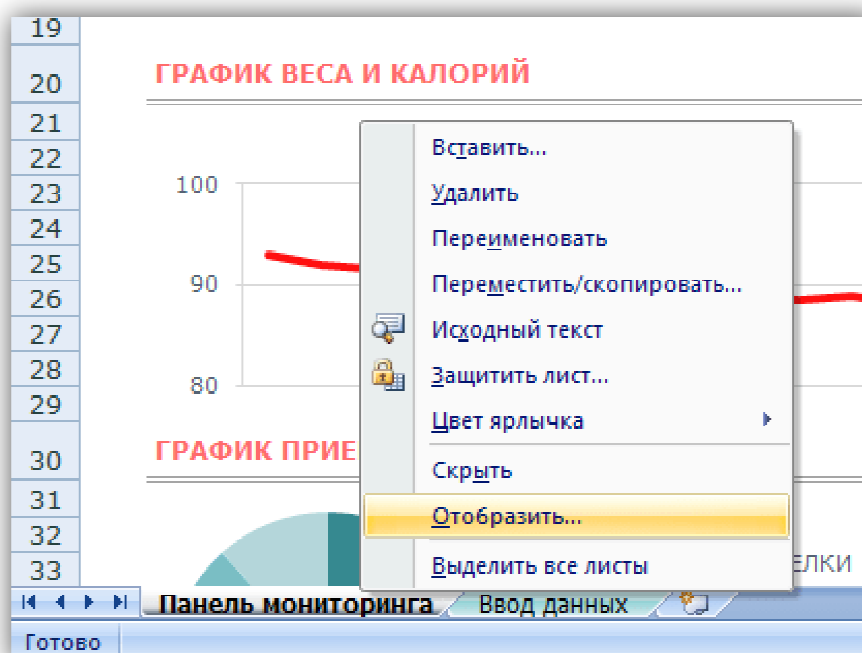 19
20
ГРАФИК ВЕСА И КАЛОРИЙ
21
Вставить...
22
100
23
Удалить
24
Переименовать
25
90
26
Переместить/скопировать...
27
Исходный текст
28
80
Защитить лист...
29
Цвет ярлычка
30
ГРАФИК ПРИЕ
Скрыть
31
Отобразить...
32
33
Выделить все листы
ЕЛКИ
Панель мониторинга
Ввод данных
Готово